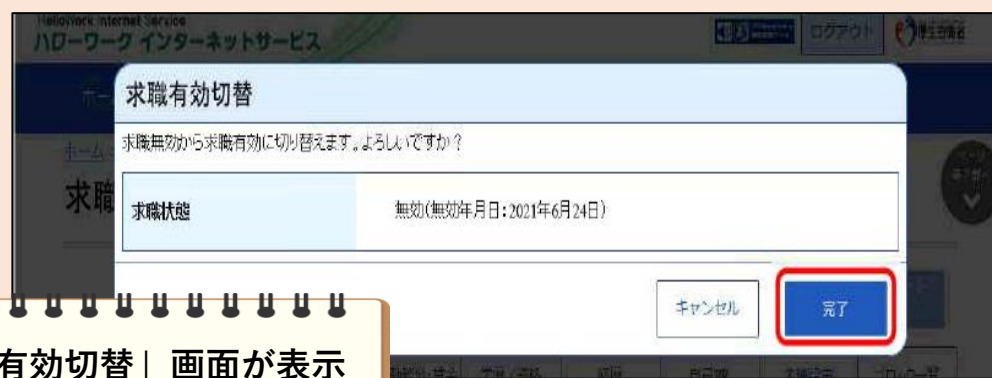 HelloWork Internet Service
ハローワーク インターネットサービス
ログアウト
求職有効切替
求職無効から求職有効に切り替えます。よろしいですか？
求職状態
無効(無効年月日:2021年6月24日)
キャンセル
完了
有効切替」画面が表示